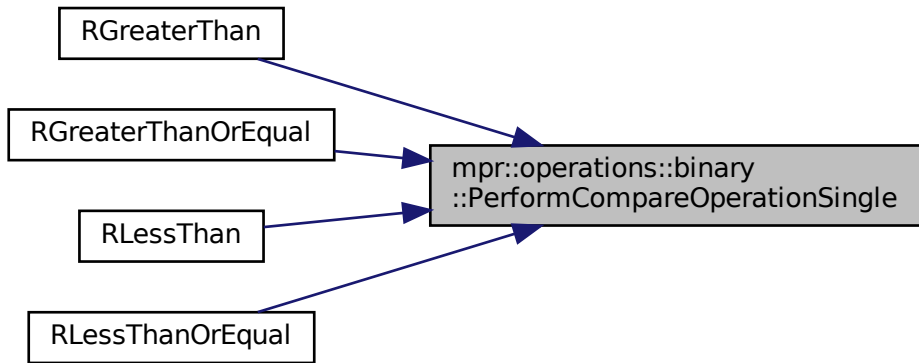 RGreaterThan
RGreaterThanOrEqual
mpr::operations::binary
::PerformCompareOperationSingle
RLessThan
RLessThanOrEqual